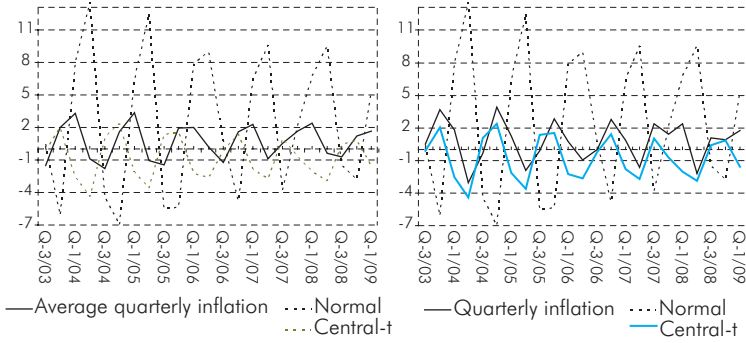 11
8
5
2
-1
-4
-7
Q-3/03
Q-1/04
Q-3/04
Q-1/05
Q-3/05
Q-1/06
Q-3/06
Q-1/07
Q-3/07
Q-1/08
Q-3/08
Q-1/09
Average quarterly inflation
Normal
Central-t
11
8
5
2
-1
-4
-7
Q-3/03
Q-1/04
Q-3/04
Q-1/05
Q-3/05
Q-1/06
Q-3/06
Q-1/07
Q-3/07
Q-1/08
Q-3/08
Q-1/09
Quarterly inflation
Normal
Central-t